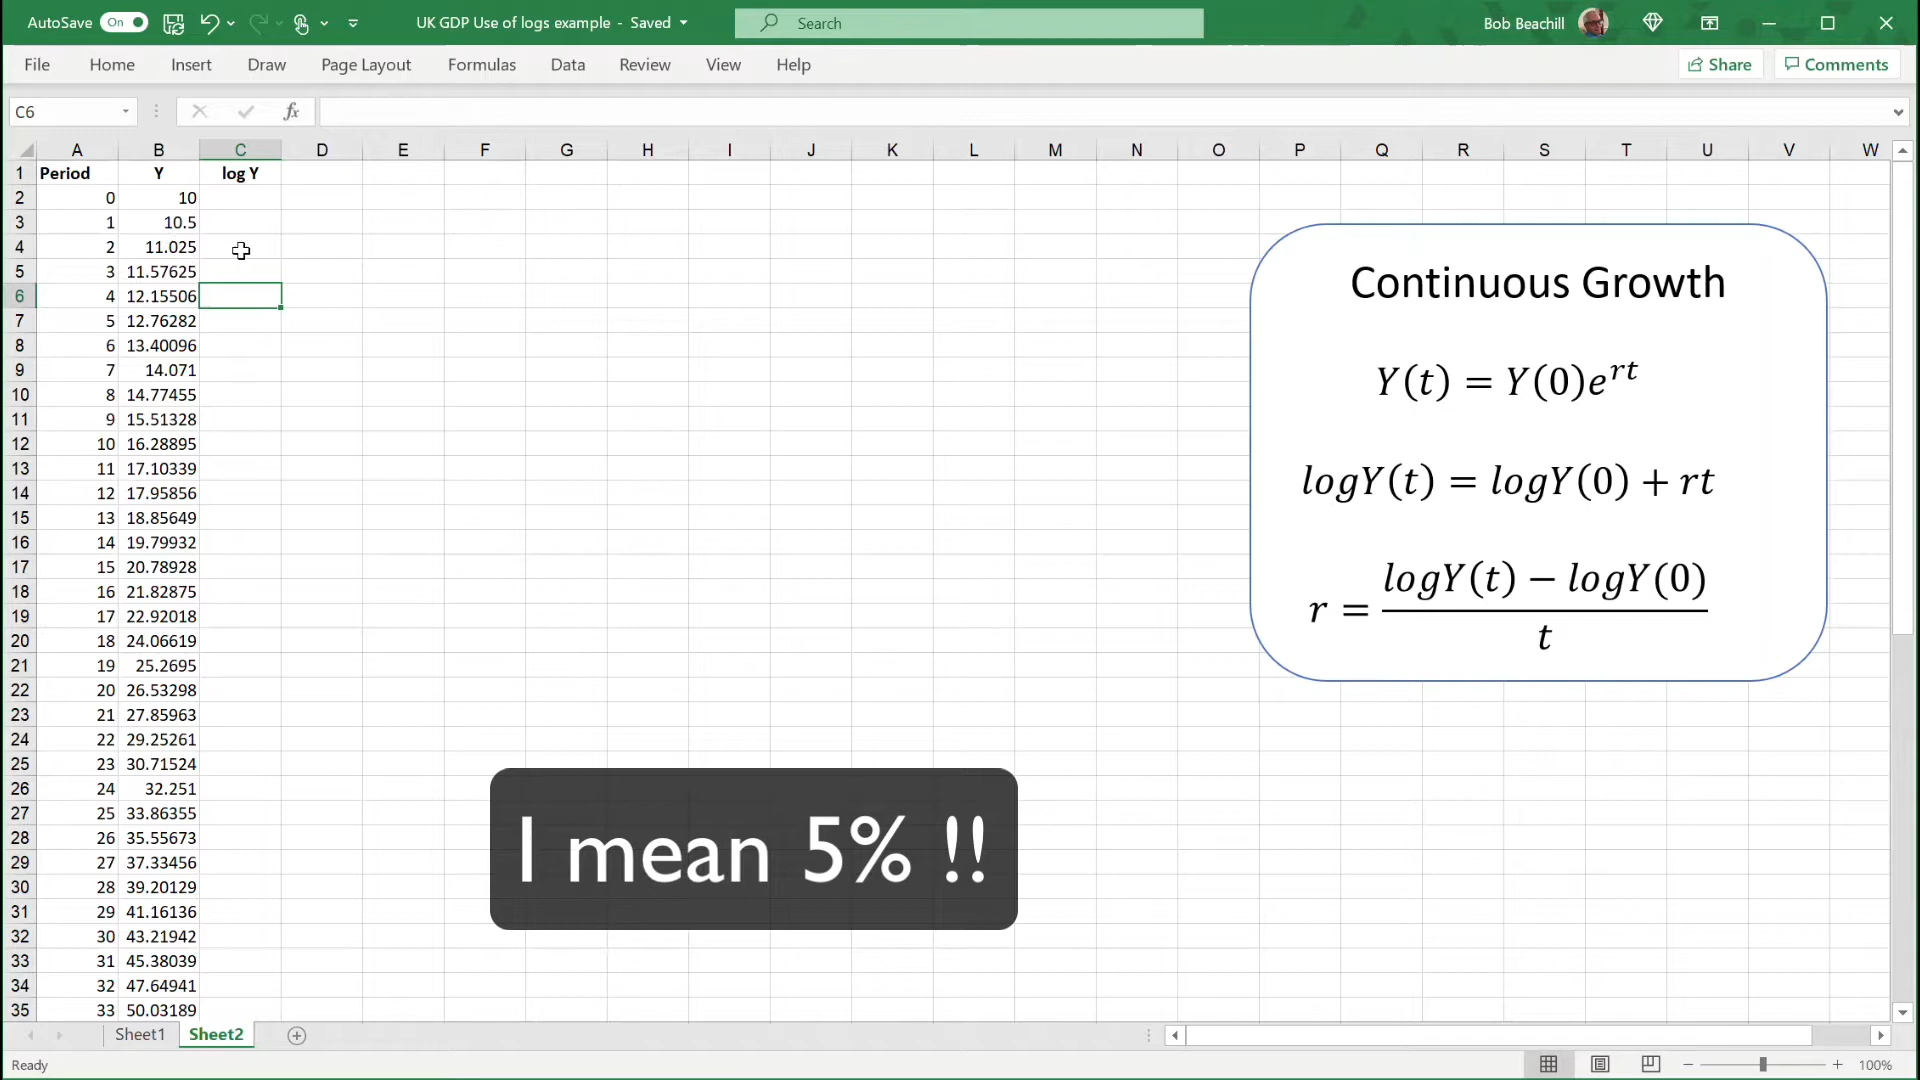 AutoSave On UK GDP Use of logs example - Saved Search Bob Beachill
File Home Insert Draw Page Layout Formulas Data Review View Help Share Comments
C6 fx
A B C D E F G H I J K L M N O P Q R S T U V W
1 Period Y log Y
2 0 10
3 1 10.5
4 2 11.025
5 3 11.57625
6 4 12.15506
7 5 12.76282
8 6 13.40096
9 7 14.071
10 8 14.77455
11 9 15.51328
12 10 16.28895
13 11 17.10339
14 12 17.95856
15 13 18.85649
16 14 19.79932
17 15 20.78928
18 16 21.82875
19 17 22.92018
20 18 24.06619
21 19 25.2695
22 20 26.53298
23 21 27.85963
24 22 29.25261
25 23 30.71524
26 24 32.251
27 25 33.86355
28 26 35.55673
29 27 37.33456
30 28 39.20129
31 29 41.16136
32 30 43.21942
33 31 45.38039
34 32 47.64941
35 33 50.03189
Continuous Growth
Y(t) = Y(0)e^{rt}
logY(t) = logY(0) + rt
r = \frac{logY(t) − logY(0)}{t}
I mean 5% !!
Sheet1 Sheet2
Ready 100%